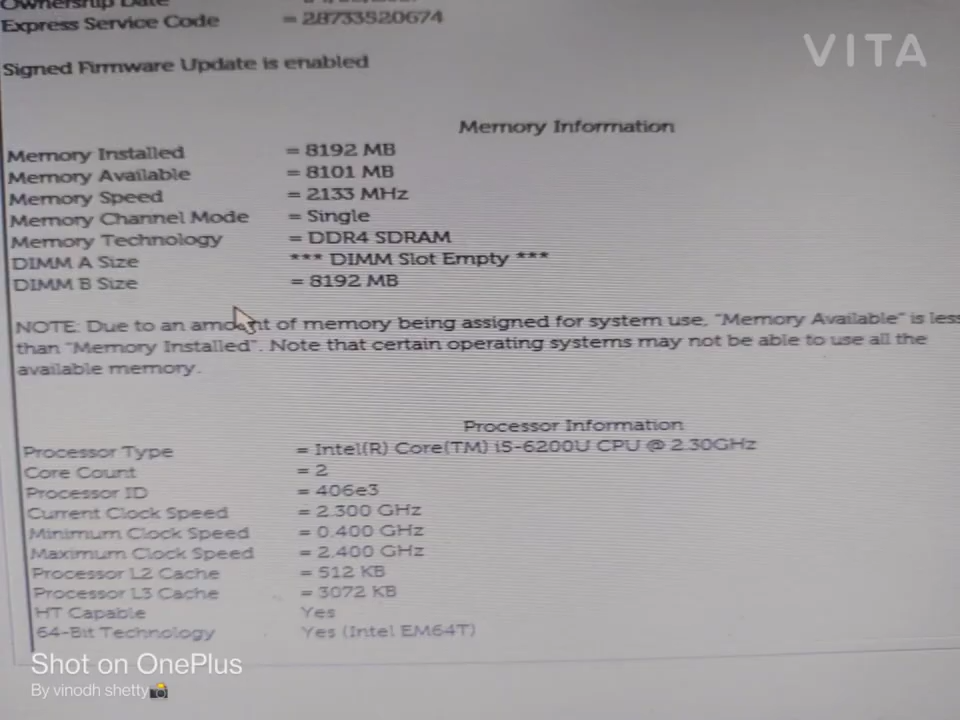 Ownership Date
Express Service Code = 28733520674
VITA
Signed Firmware Update is enabled
Memory Information
Memory Installed = 8192 MB
Memory Available = 8101 MB
Memory Speed = 2133 MHz
Memory Channel Mode = Single
Memory Technology = DDR4 SDRAM
DIMM A Size *** DIMM Slot Empty ***
DIMM B Size = 8192 MB
NOTE: Due to an amount of memory being assigned for system use, "Memory Available" is less
than "Memory Installed". Note that certain operating systems may not be able to use all the
available memory.
Processor Information
Processor Type = Intel(R) Core(TM) i5-6200U CPU @ 2.30GHz
Core Count = 2
Processor ID = 406e3
Current Clock Speed = 2.300 GHz
Minimum Clock Speed = 0.400 GHz
Maximum Clock Speed = 2.400 GHz
Processor L2 Cache = 512 KB
Processor L3 Cache = 3072 KB
HT Capable Yes
64-Bit Technology Yes (Intel EM64T)
Shot on OnePlus
By vinodh shetty📸